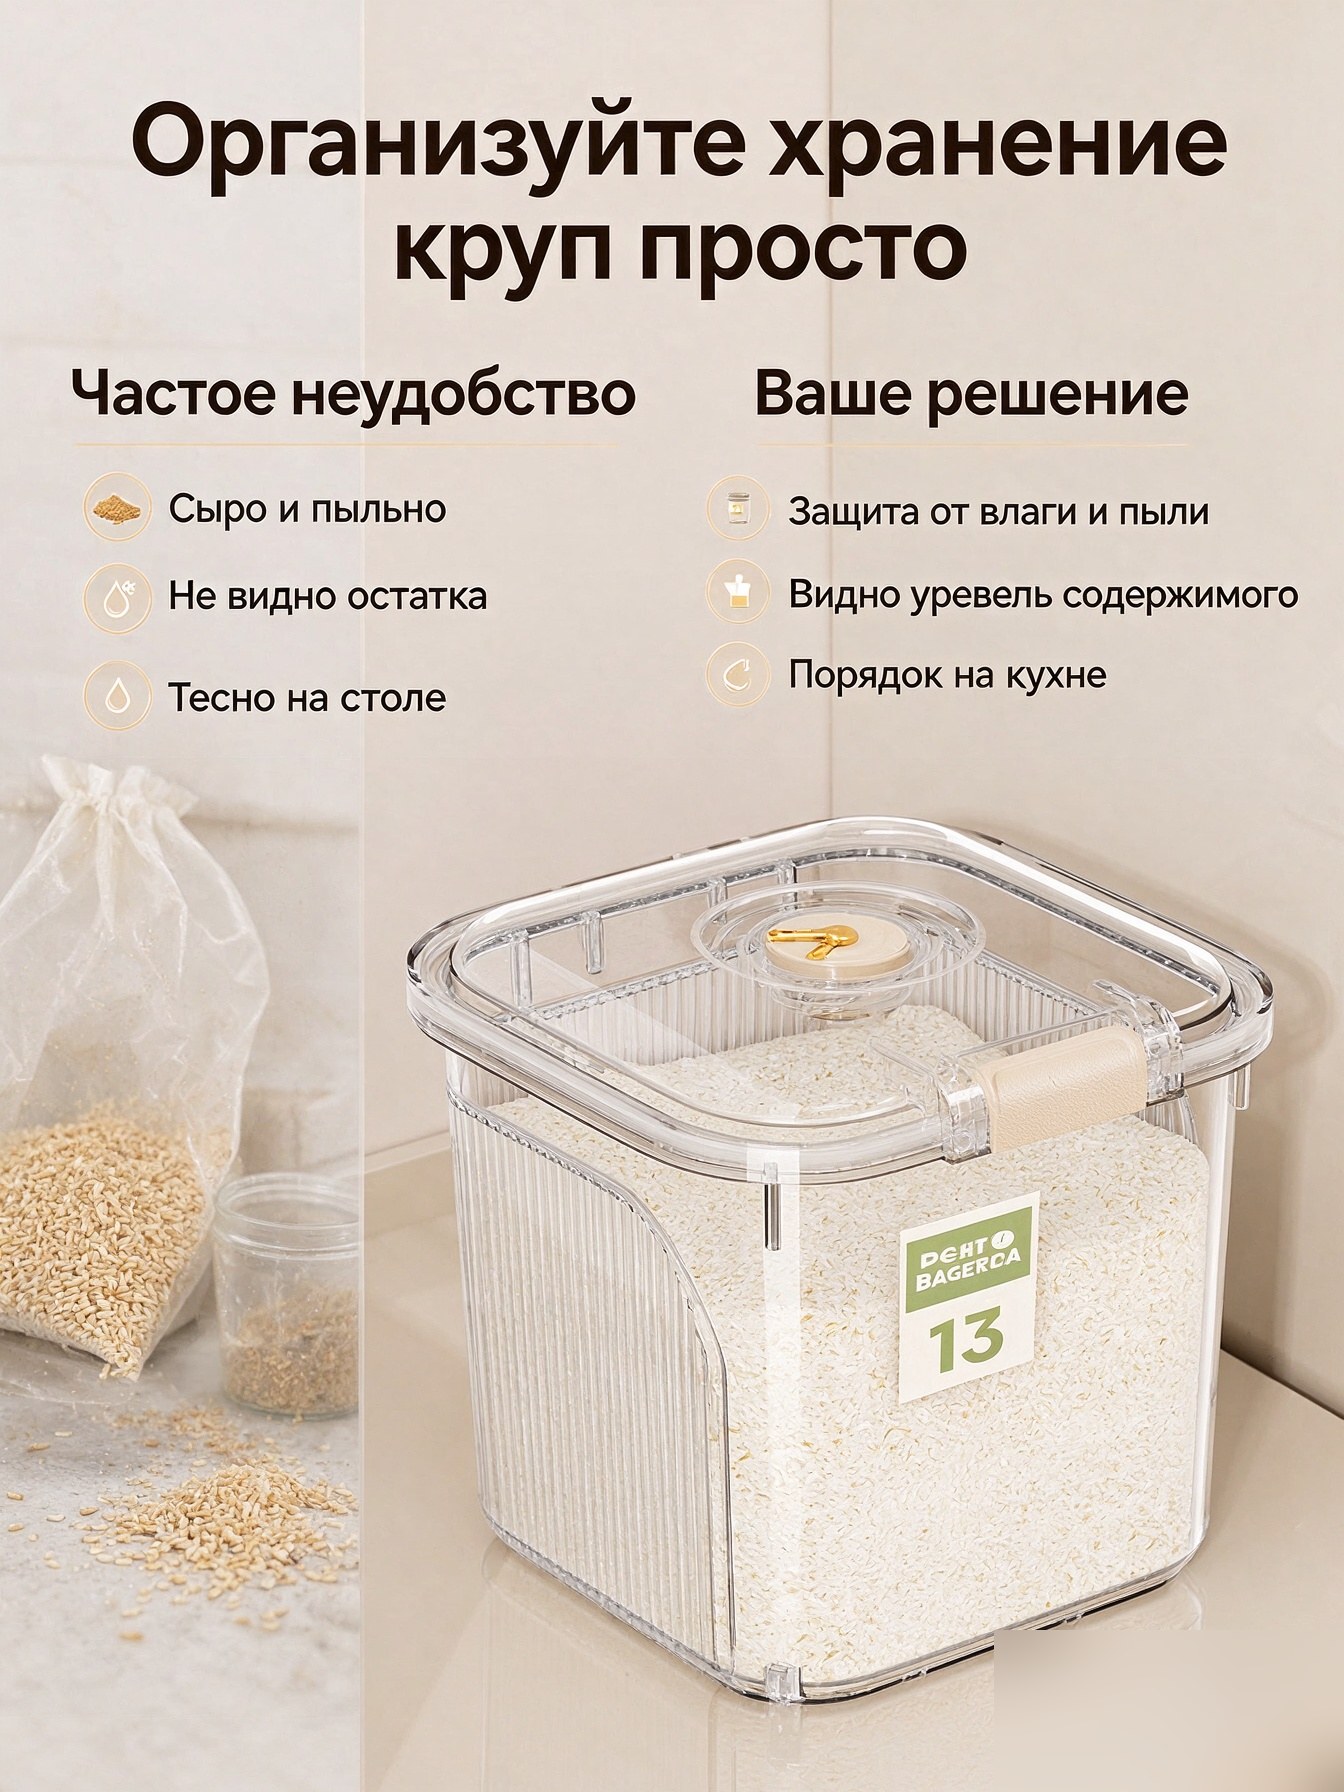 Организуйте хранение
круп просто
Частое неудобство
Сыро и пыльно
Не видно остатка
Тесно на столе
Ваше решение
Защита от влаги и пыли
Видно уревель содержимого
Порядок на кухне
BAGERDA
13